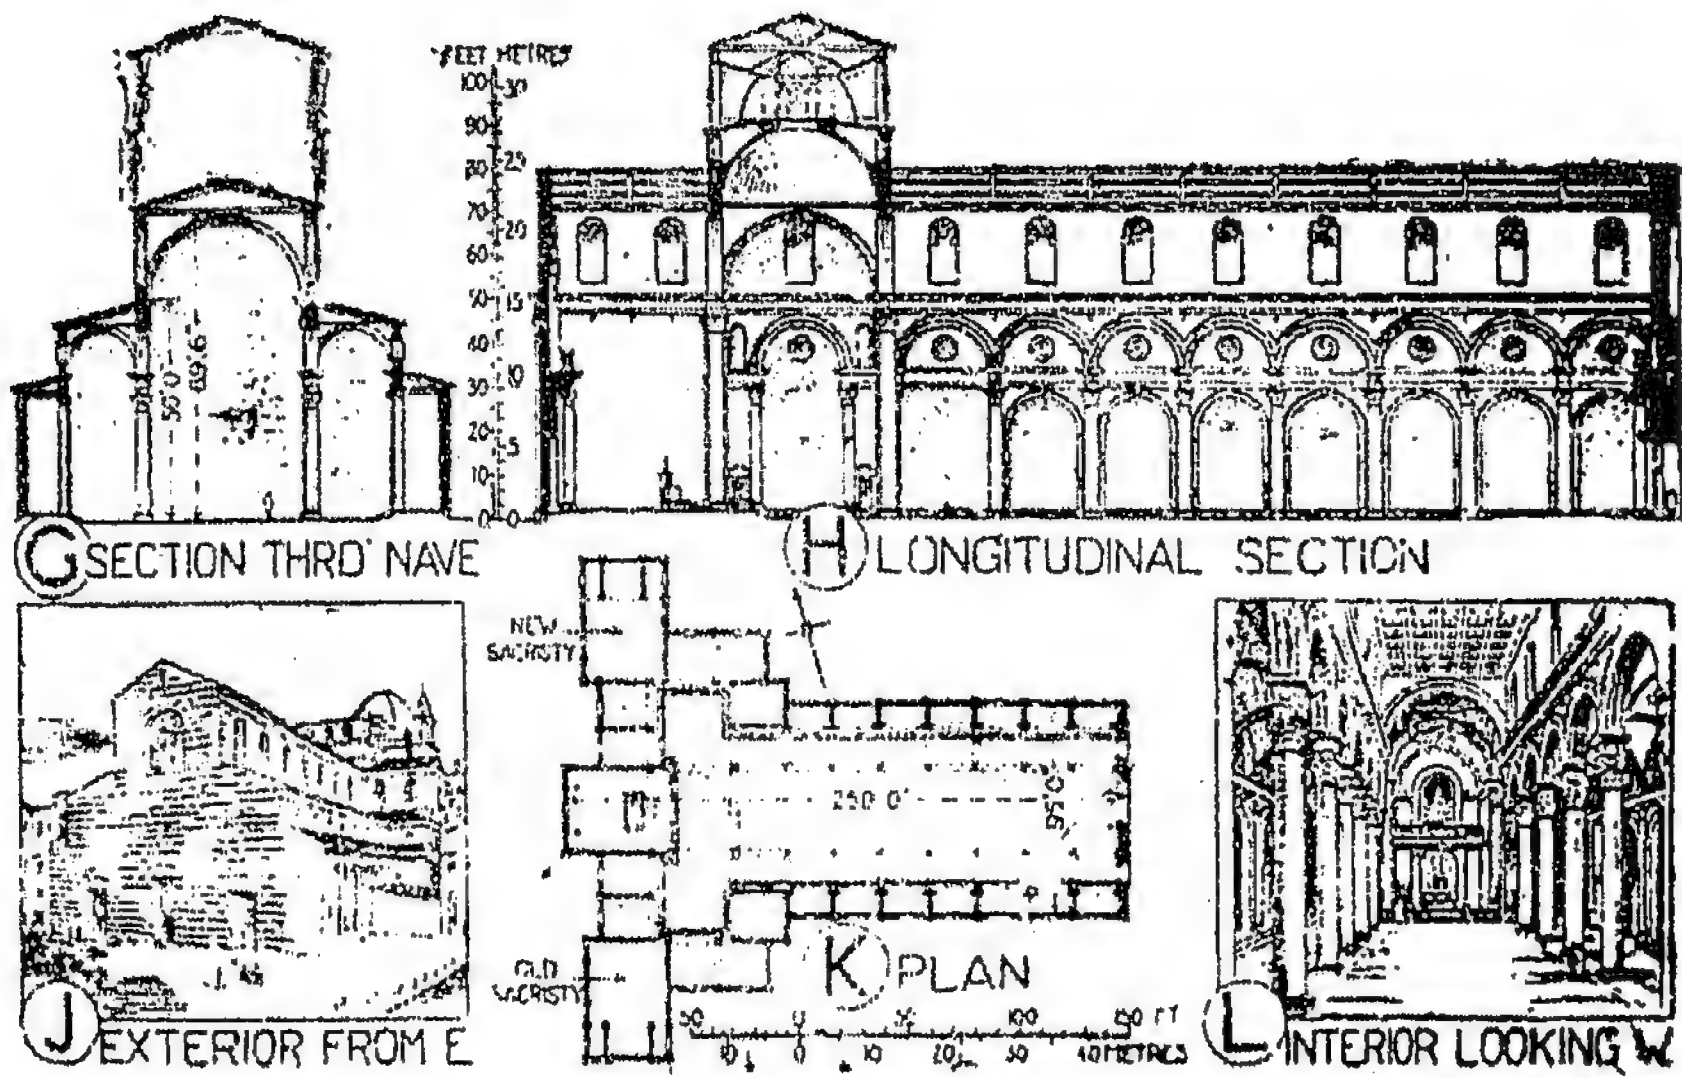 FEET METRES
100 30
90
80 25
70
20
60
50 15
40
10
30
20
5
10
0 0
50'.0"
69'.6"
G SECTION THRO' NAVE
H LONGITUDINAL SECTION
NEW
SACRISTY
260'.0"
OLD
SACRISTY
J EXTERIOR FROM E
K PLAN
50 0 50 100 150 FT
10 0 10 20 30 40 METRES
L INTERIOR LOOKING W.